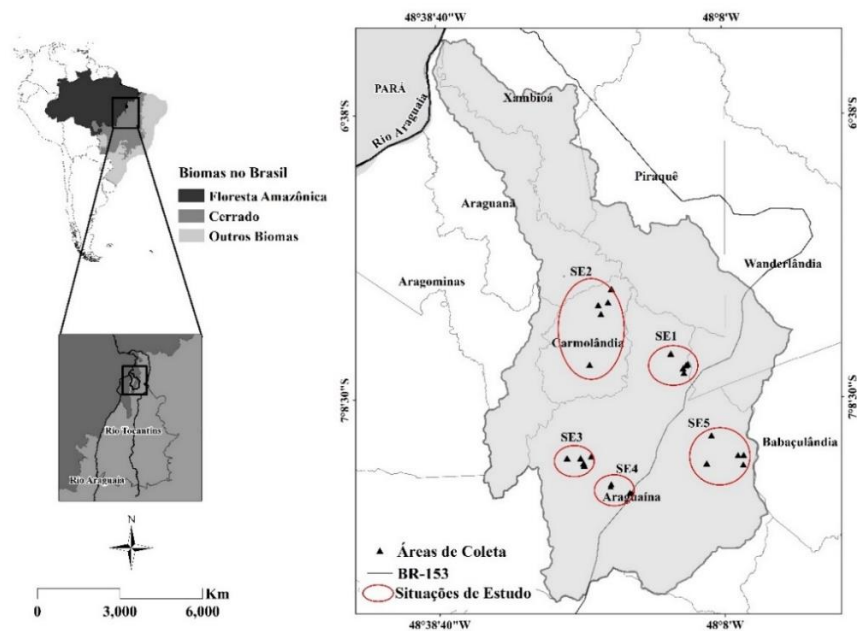 48°38'40"W
48°8'W
PARÁ
Rio Araguaia
Xambioá
6°38'S
6°38'S
Biomas no Brasil
Floresta Amazônica
Cerrado
Outros Biomas
Piraquê
Araguanã
Wanderlândia
Aragominas
SE2
Carmolândia
SE1
7°8'30"S
7°8'30"S
SE5
Babaçulândia
SE3
SE4
Araguaína
Rio Tocantins
Rio Araguaia
N
Km
0 3,000 6,000
Áreas de Coleta
BR-153
Situações de Estudo
48°38'40"W
48°8'W